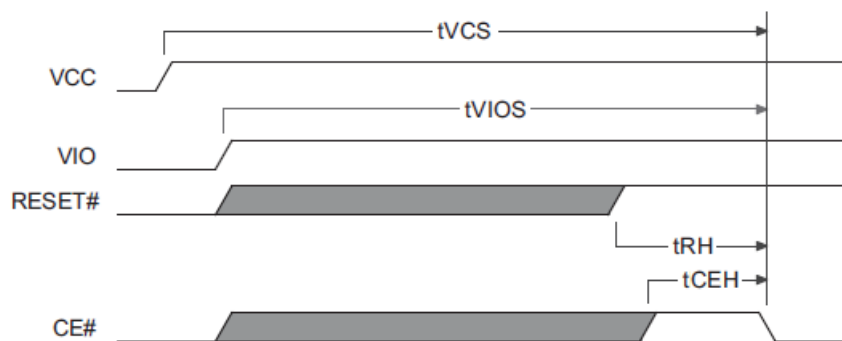 tVCS
VCC
tVIOS
VIO
RESET#
tRH
tCEH
CE#